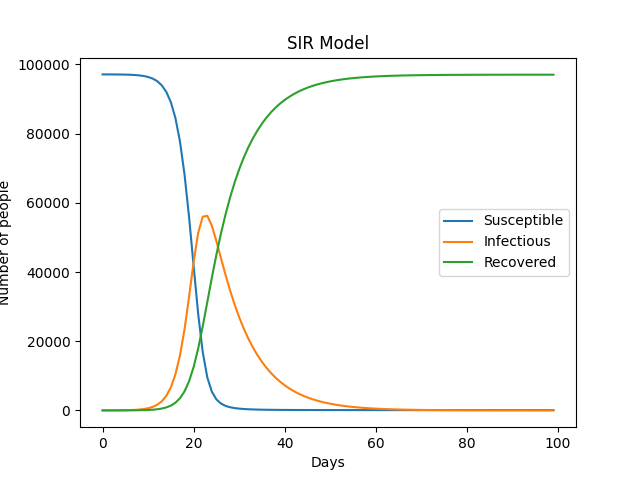 SIR Model
100000
80000
60000
40000
20000
0
Number of people
Susceptible
Infectious
Recovered
0 20 40 60 80 100
Days